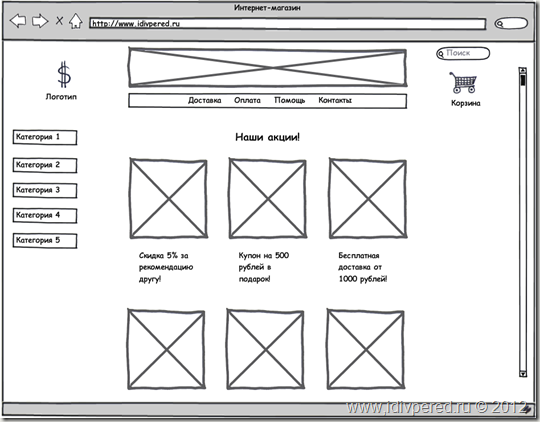 Интернет-магазин
http://www.idivpered.ru
Поиск
Логотип
Корзина
Доставка Оплата Помощь Контакты
Наши акции!
Категория 1
Категория 2
Категория 3
Категория 4
Категория 5
Скидка 5% за
рекомендацию
другу!
Купон на 500
рублей в
подарок!
Бесплатная
доставка от
1000 рублей!
www.idivpered.ru © 2012